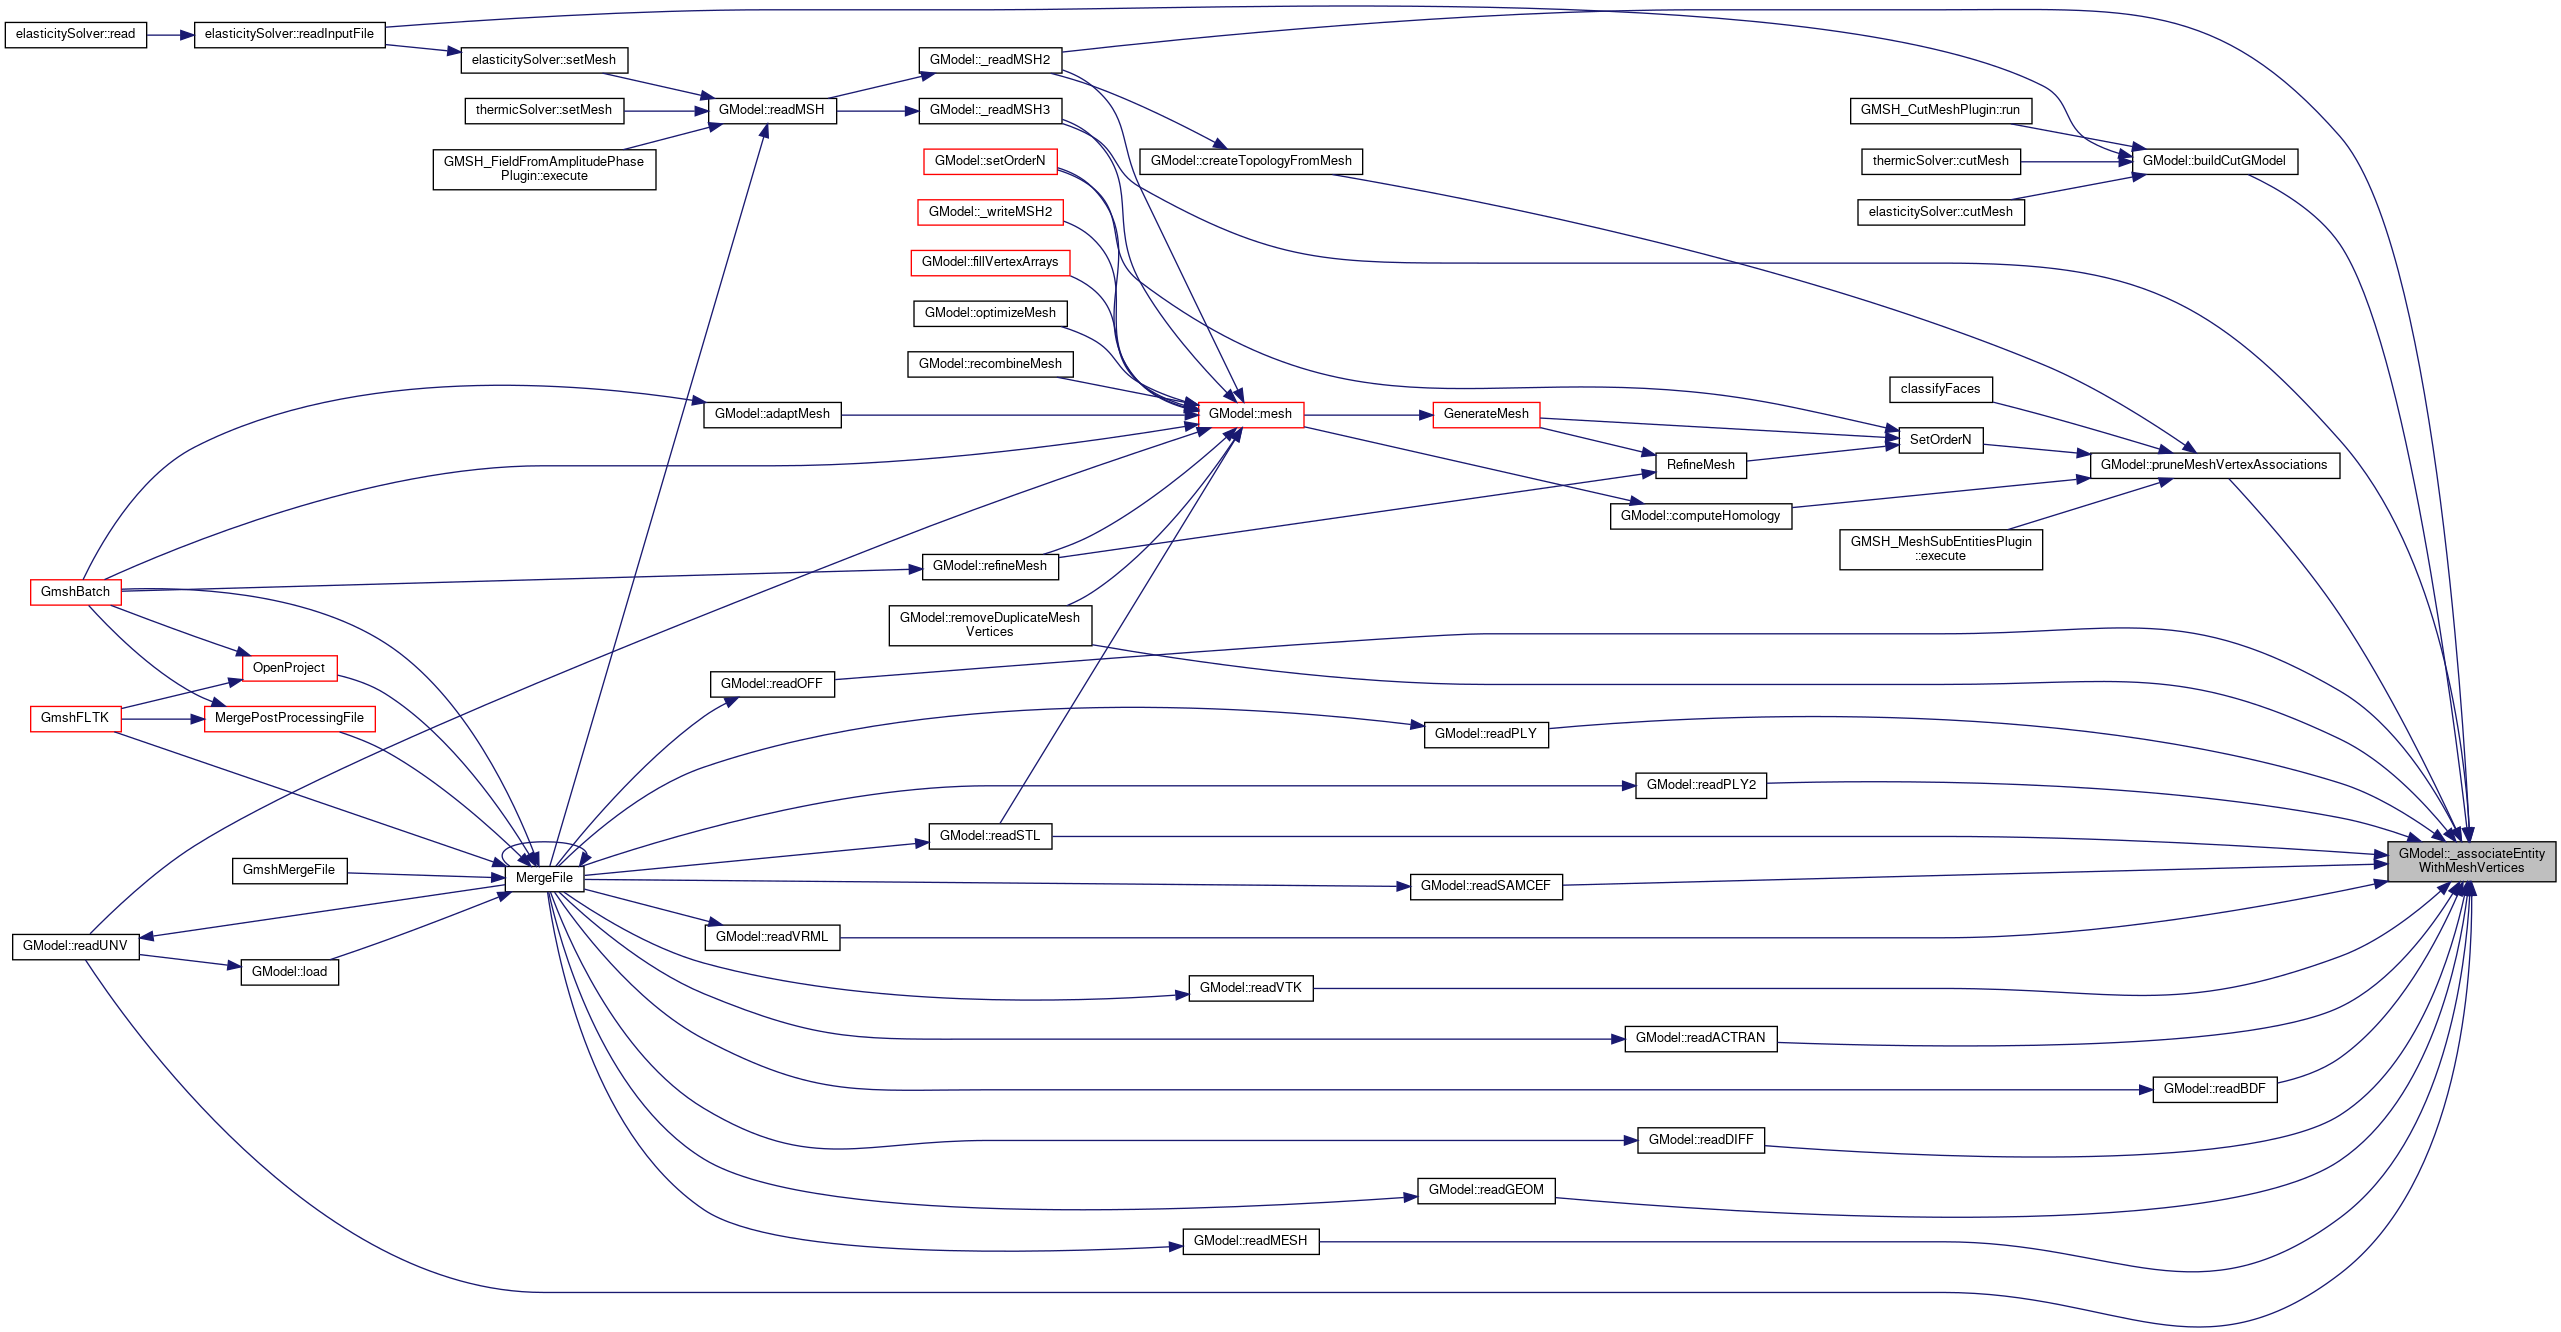 elasticitySolver::read
elasticitySolver::readInputFile
elasticitySolver::setMesh
thermicSolver::setMesh
GMSH_FieldFromAmplitudePhase
Plugin::execute
GModel::readMSH
GModel::_readMSH2
GModel::_readMSH3
GModel::setOrderN
GModel::_writeMSH2
GModel::fillVertexArrays
GModel::optimizeMesh
GModel::recombineMesh
GModel::adaptMesh
GModel::createTopologyFromMesh
GModel::mesh
GenerateMesh
RefineMesh
GModel::computeHomology
GMSH_CutMeshPlugin::run
thermicSolver::cutMesh
elasticitySolver::cutMesh
GModel::buildCutGModel
classifyFaces
SetOrderN
GModel::pruneMeshVertexAssociations
GMSH_MeshSubEntitiesPlugin
::execute
GModel::refineMesh
GModel::removeDuplicateMesh
Vertices
GmshBatch
OpenProject
GmshFLTK
MergePostProcessingFile
GModel::readOFF
GModel::readPLY
GModel::readPLY2
GModel::readSTL
GModel::_associateEntity
WithMeshVertices
GmshMergeFile
MergeFile
GModel::readSAMCEF
GModel::readVRML
GModel::readUNV
GModel::load
GModel::readVTK
GModel::readACTRAN
GModel::readBDF
GModel::readDIFF
GModel::readGEOM
GModel::readMESH